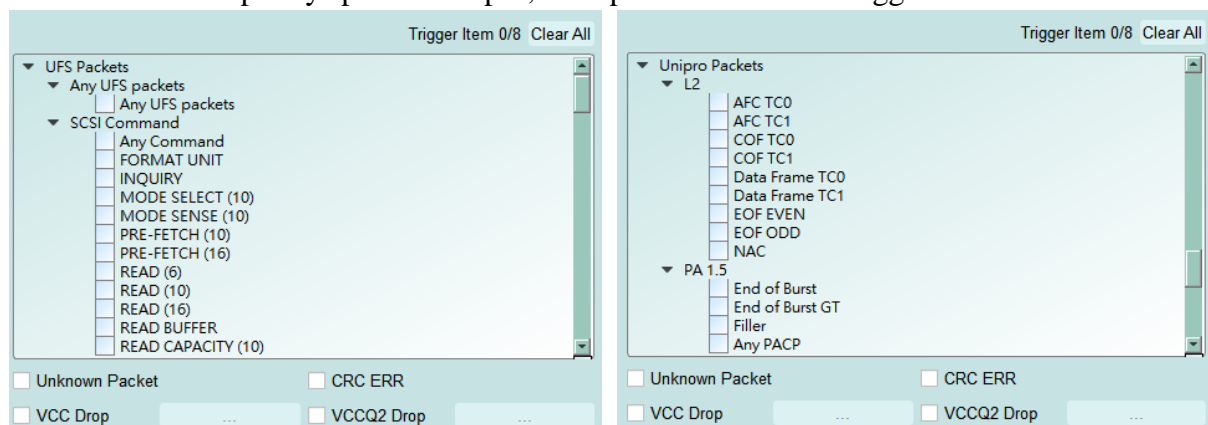 Trigger Item 0/8 Clear All
UFS Packets
Any UFS packets
Any UFS packets
SCSI Command
Any Command
FORMAT UNIT
INQUIRY
MODE SELECT (10)
MODE SENSE (10)
PRE-FETCH (10)
PRE-FETCH (16)
READ (6)
READ (10)
READ (16)
READ BUFFER
READ CAPACITY (10)
Unknown Packet CRC ERR
VCC Drop ... VCCQ2 Drop ...
Trigger Item 0/8 Clear All
Unipro Packets
L2
AFC TC0
AFC TC1
COF TC0
COF TC1
Data Frame TC0
Data Frame TC1
EOF EVEN
EOF ODD
NAC
PA 1.5
End of Burst
End of Burst GT
Filler
Any PACP
Unknown Packet CRC ERR
VCC Drop ... VCCQ2 Drop ...